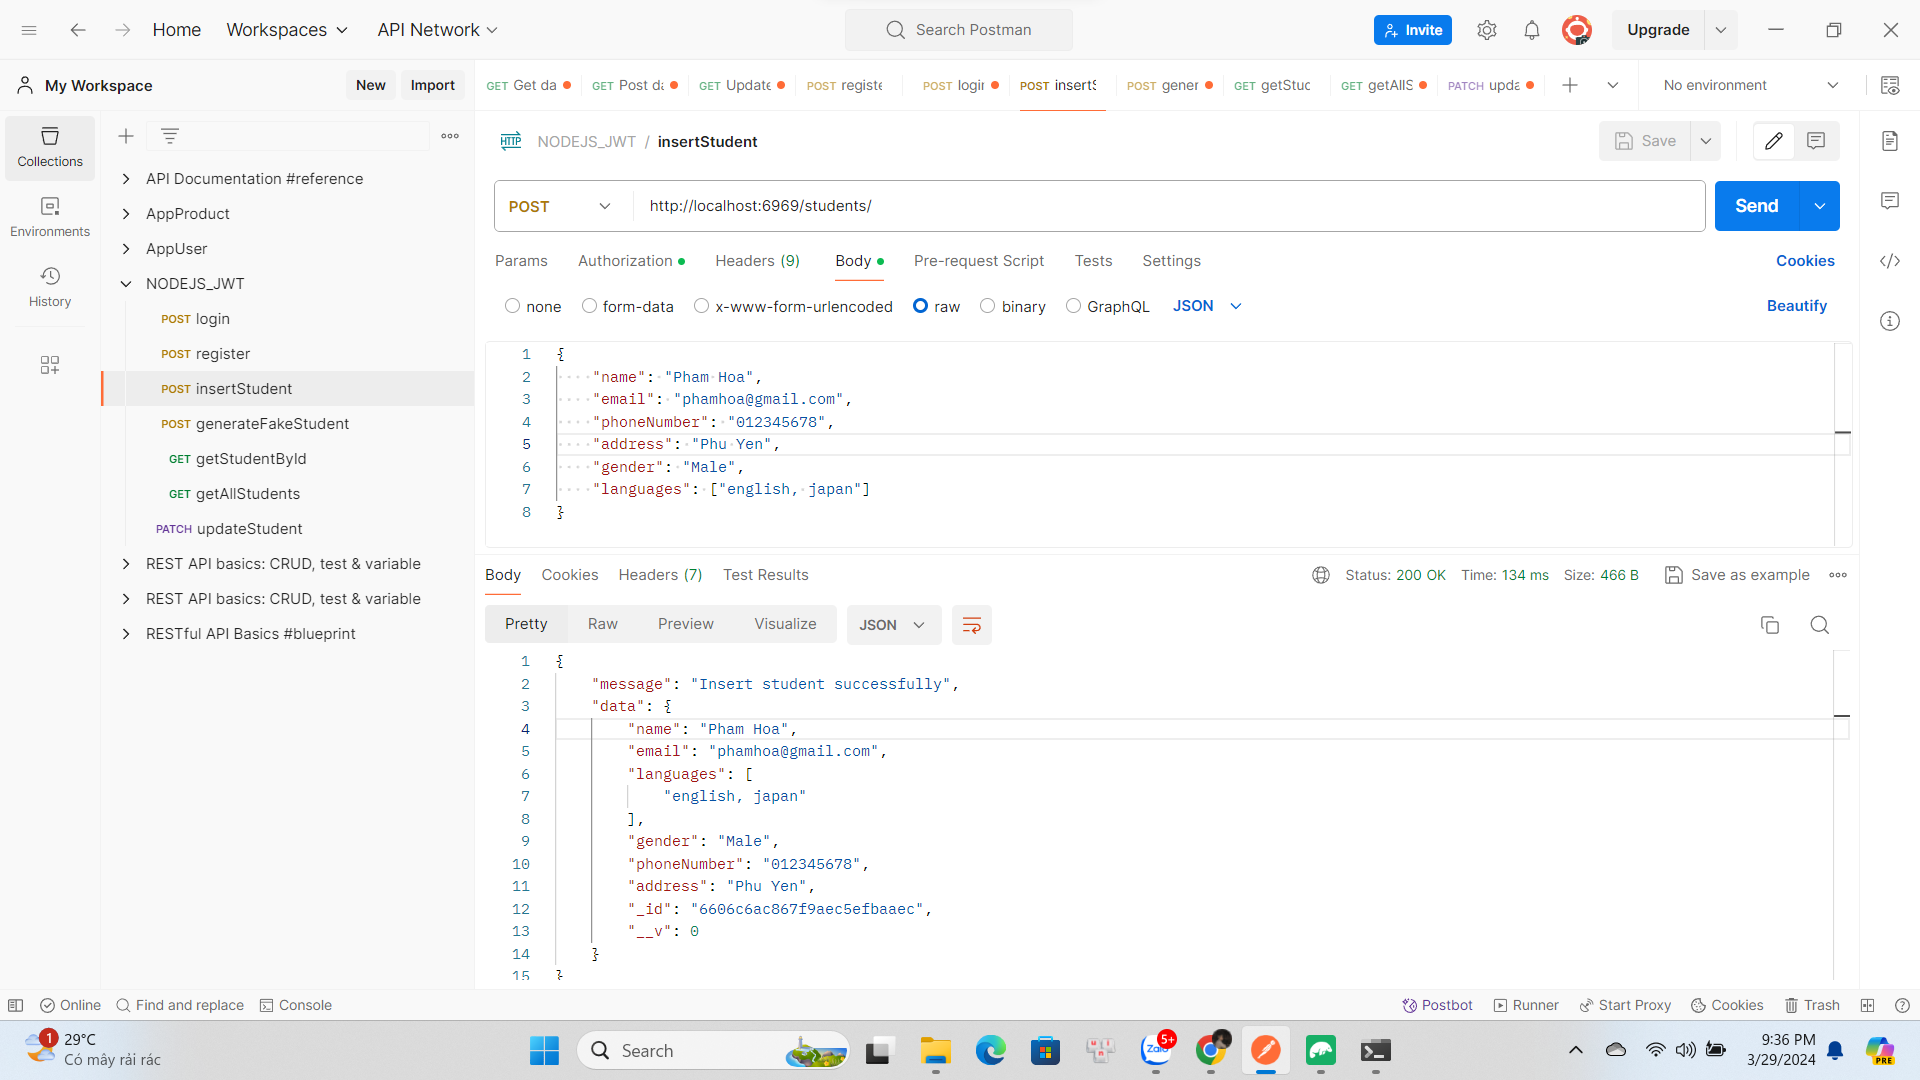 Home
Workspaces
API Network
Search Postman
Invite
Upgrade
My Workspace
New
Import
GET Get da
GET Post da
GET Update
POST registe
POST login
POST insertS
POST gener
GET getStuc
GET getAllS
PATCH upda
No environment
Collections
Environments
History
API Documentation #reference
AppProduct
AppUser
NODEJS_JWT
POST login
POST register
POST insertStudent
POST generateFakeStudent
GET getStudentById
GET getAllStudents
PATCH updateStudent
REST API basics: CRUD, test & variable
REST API basics: CRUD, test & variable
RESTful API Basics #blueprint
HTTP NODEJS_JWT / insertStudent
Save
POST http://localhost:6969/students/
Send
Params Authorization Headers (9) Body Pre-request Script Tests Settings Cookies
none form-data x-www-form-urlencoded raw binary GraphQL JSON Beautify
1 {
2 "name": "Pham Hoa",
3 "email": "phamhoa@gmail.com",
4 "phoneNumber": "012345678",
5 "address": "Phu Yen",
6 "gender": "Male",
7 "languages": ["english, japan"]
8 }
Body Cookies Headers (7) Test Results Status: 200 OK Time: 134 ms Size: 466 B Save as example
Pretty Raw Preview Visualize JSON
1 {
2 "message": "Insert student successfully",
3 "data": {
4 "name": "Pham Hoa",
5 "email": "phamhoa@gmail.com",
6 "languages": [
7 "english, japan"
8 ],
9 "gender": "Male",
10 "phoneNumber": "012345678",
11 "address": "Phu Yen",
12 "_id": "6606c6ac867f9aec5efbaaec",
13 "__v": 0
14 }
15 }
Online Find and replace Console Postbot Runner Start Proxy Cookies Trash
1
29°C
Có mây rải rác
Search
Zalo
5+
9:36 PM
3/29/2024
PRE